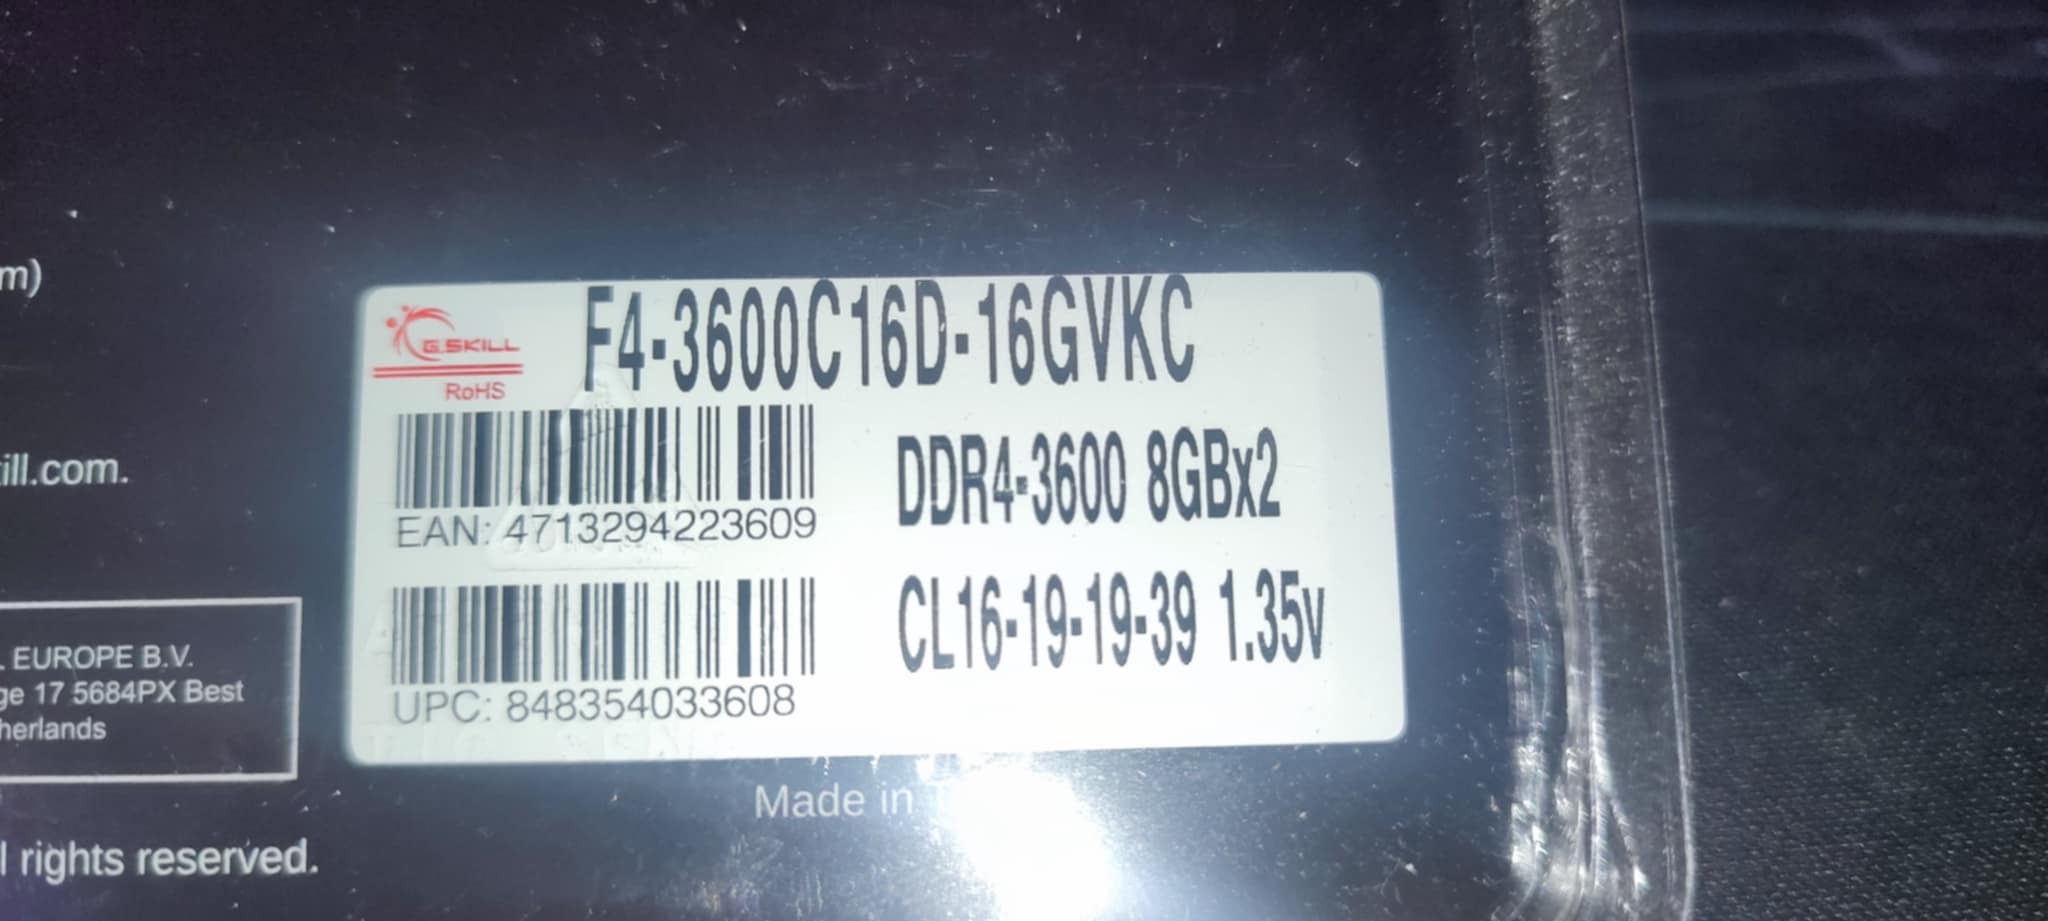 m)
ill.com.
EUROPE B.V.
ge 17 5684PX Best
herlands
l rights reserved.
G.SKILL
RoHS
F4-3600C16D-16GVKC
EAN: 4713294223609
DDR4-3600 8GBx2
UPC: 848354033608
CL16-19-19-39 1.35v
Made in